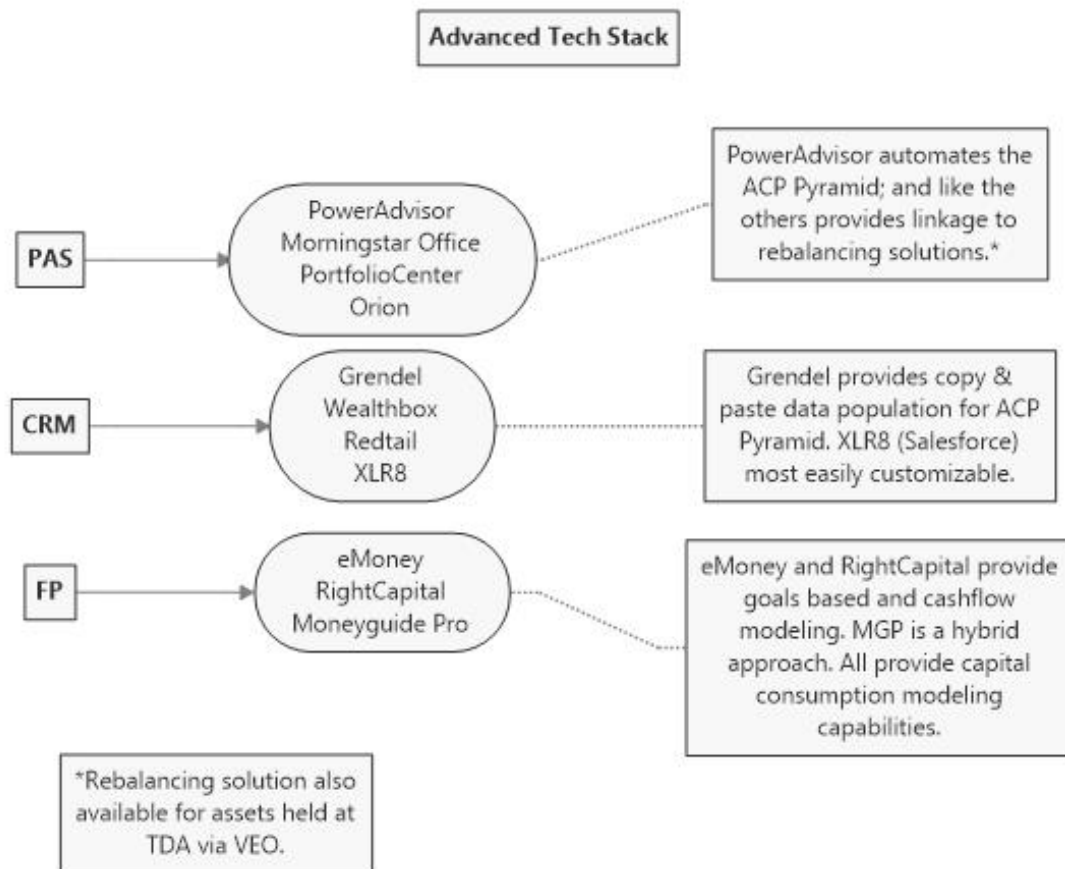 Advanced Tech Stack
PAS
PowerAdvisor
Morningstar Office
PortfolioCenter
Orion
PowerAdvisor automates the
ACP Pyramid; and like the
others provides linkage to
rebalancing solutions.*
CRM
Grendel
Wealthbox
Redtail
XLR8
Grendel provides copy &
paste data population for ACP
Pyramid. XLR8 (Salesforce)
most easily customizable.
FP
eMoney
RightCapital
Moneyguide Pro
eMoney and RightCapital provide
goals based and cashflow
modeling. MGP is a hybrid
approach. All provide capital
consumption modeling
capabilities.
*Rebalancing solution also
available for assets held at
TDA via VEO.